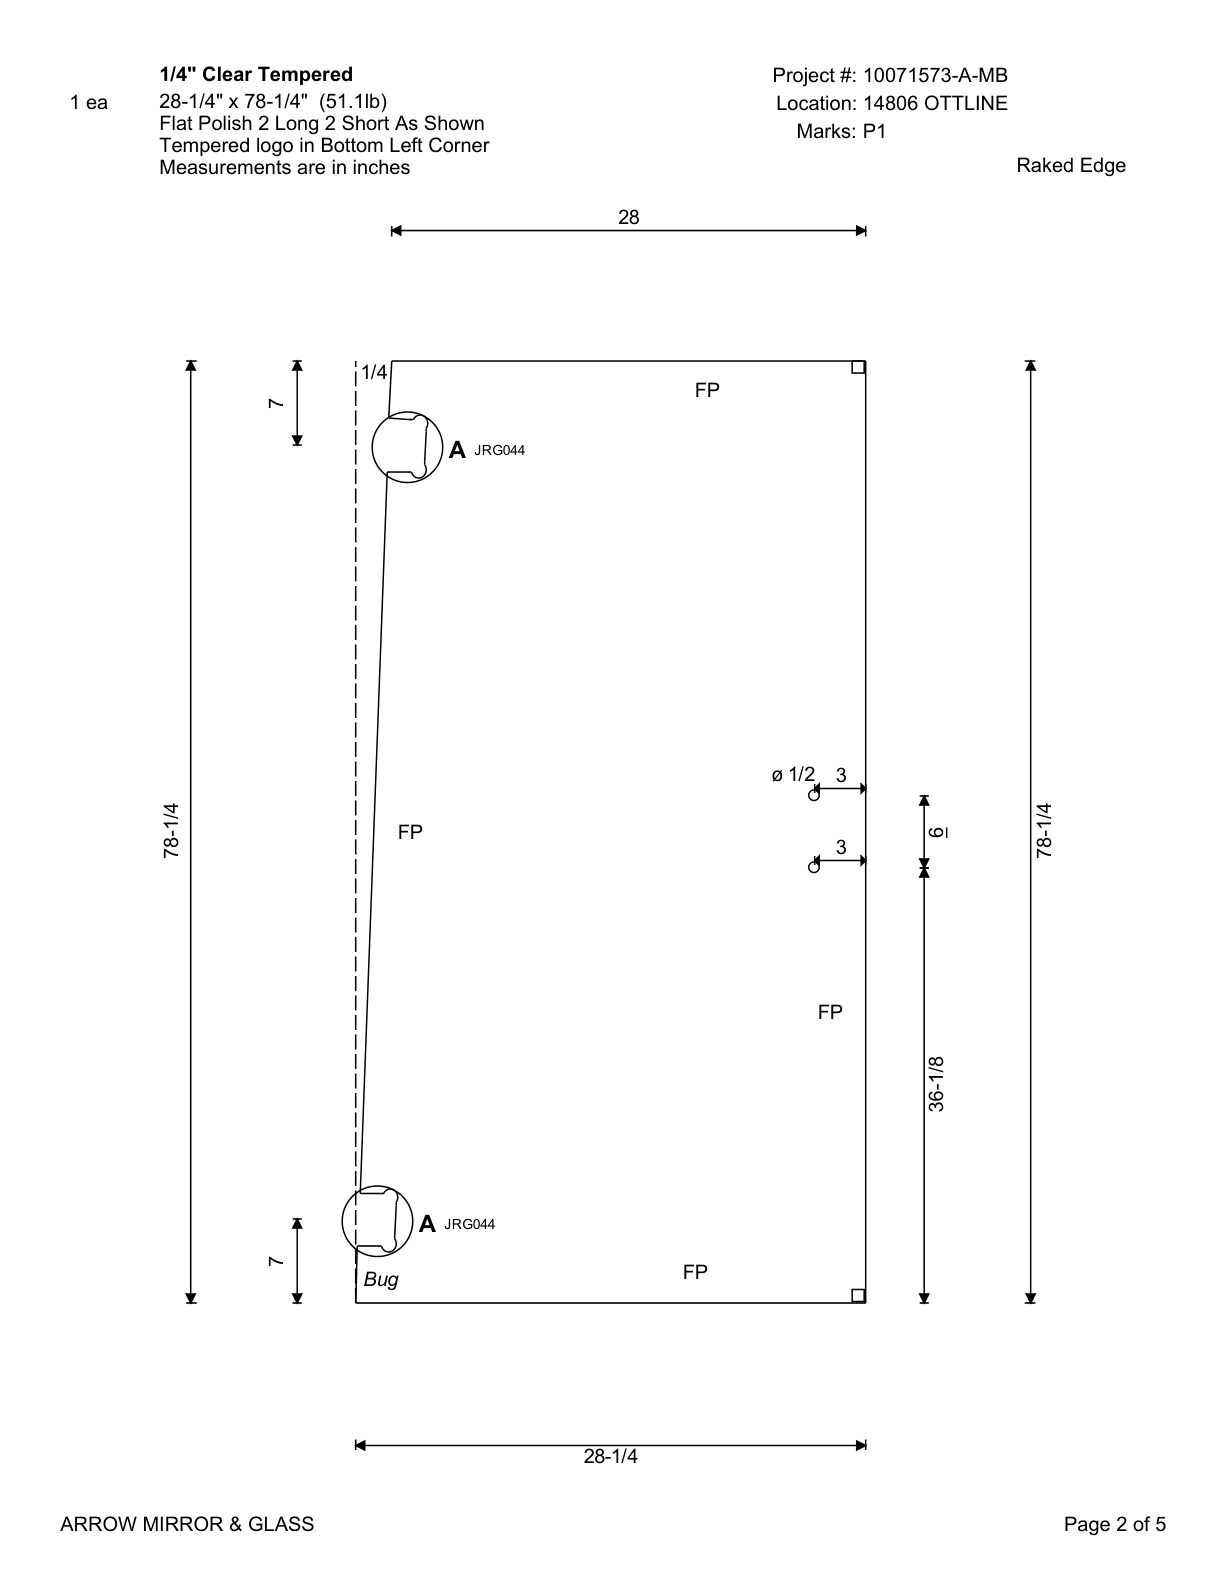 1/4" Clear Tempered
Project #: 10071573-A-MB
1 ea
28-1/4" x 78-1/4" (51.1lb)
Location: 14806 OTTLINE
Flat Polish 2 Long 2 Short As Shown
Marks: P1
Tempered logo in Bottom Left Corner
Measurements are in inches
Raked Edge
28
1/4
FP
7
A JRG044
ø 1/2
3
78-1/4
FP
6
78-1/4
3
FP
36-1/8
A JRG044
7
Bug
FP
28-1/4
ARROW MIRROR & GLASS
Page 2 of 5